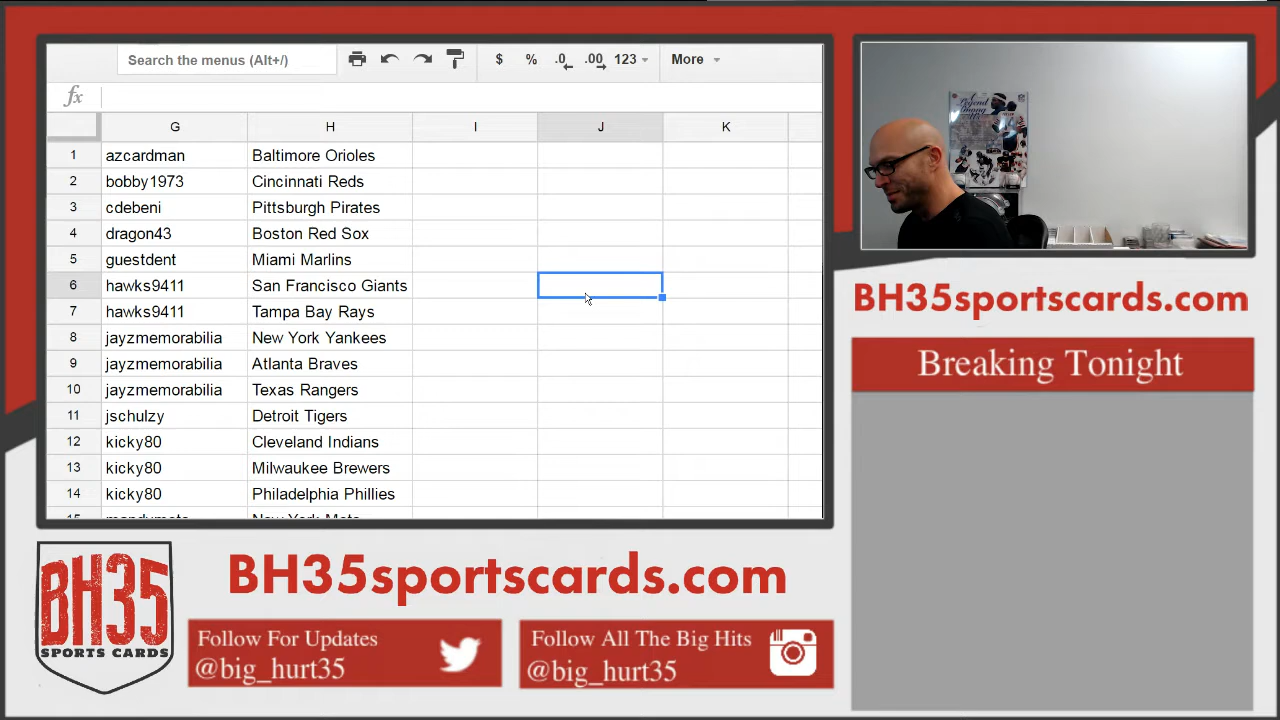 Search the menus (Alt+/)
$ % .0 .00 123 More
fx
G H I J K
1 azcardman Baltimore Orioles
2 bobby1973 Cincinnati Reds
3 cdebeni Pittsburgh Pirates
4 dragon43 Boston Red Sox
5 guestdent Miami Marlins
6 hawks9411 San Francisco Giants
7 hawks9411 Tampa Bay Rays
8 jayzmemorabilia New York Yankees
9 jayzmemorabilia Atlanta Braves
10 jayzmemorabilia Texas Rangers
11 jschulzy Detroit Tigers
12 kicky80 Cleveland Indians
13 kicky80 Milwaukee Brewers
14 kicky80 Philadelphia Phillies
15 New York Mets
BH35sportscards.com
Breaking Tonight
BH35
SPORTS CARDS
BH35sportscards.com
Follow For Updates
@big_hurt35
Follow All The Big Hits
@big_hurt35